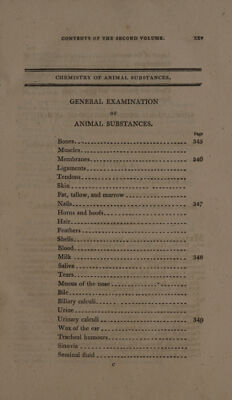 CONTENTS OF THE SECOND VOLUME. xxv
CHEMISTRY OF ANIMAL SUBSTANCES.
GENERAL EXAMINATION
OF
ANIMAL SUBSTANCES.
Page
Bones 345
Muscles
Membranes 346
Ligaments
Tendons
Skin
Fat, tallow, and marrow
Nails 347
Horns and hoofs
Hair
Feathers
Shells
Blood
Milk 348
Saliva
Tears
Mucus of the nose
Bile
Biliary calculi
Urine
Urinary calculi 349
Wax of the ear
Tracheal humours
Sinovia
Seminal fluid
c